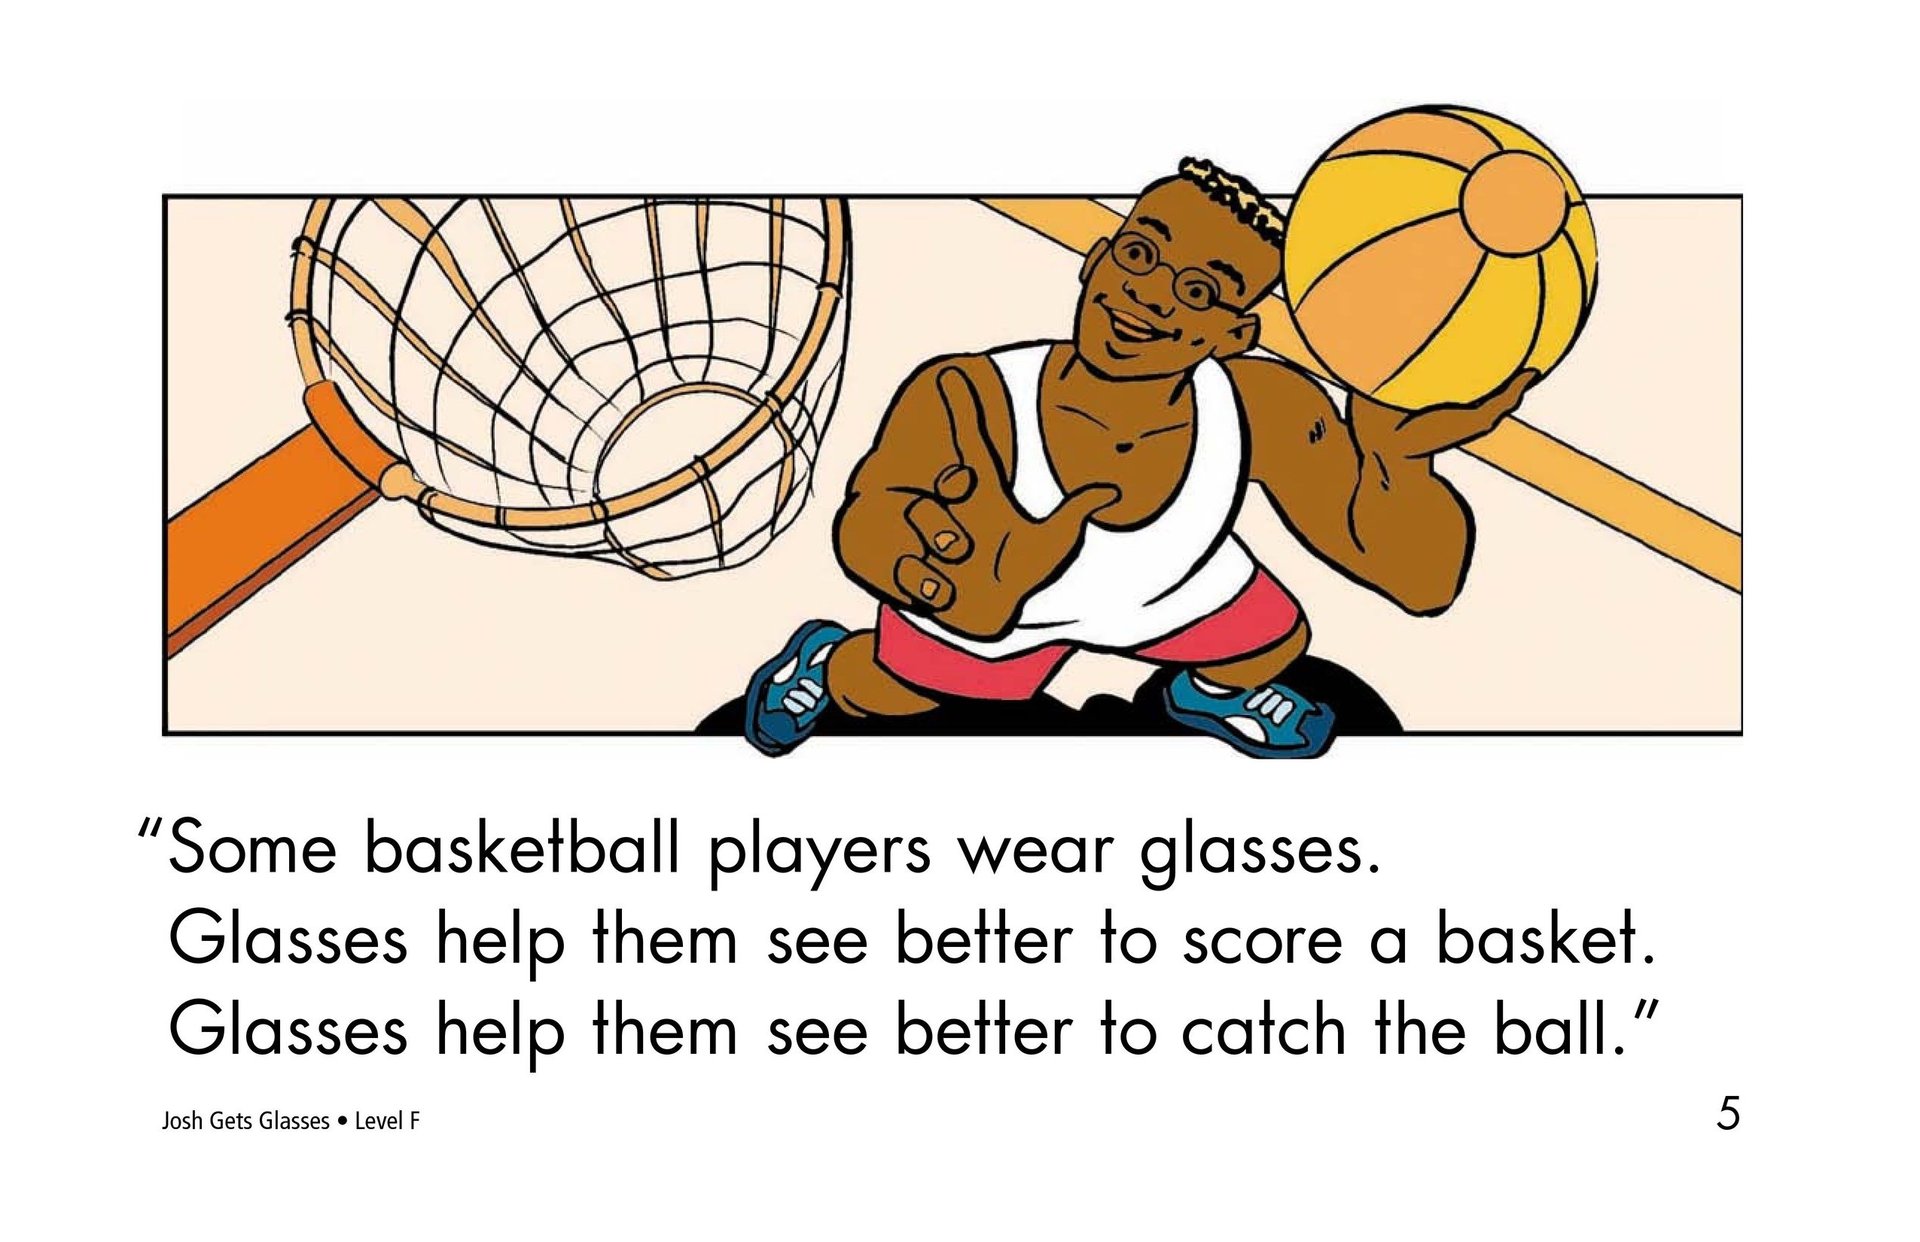 “Some basketball players wear glasses.
Glasses help them see better to score a basket.
Glasses help them see better to catch the ball.”
Josh Gets Glasses • Level F
5